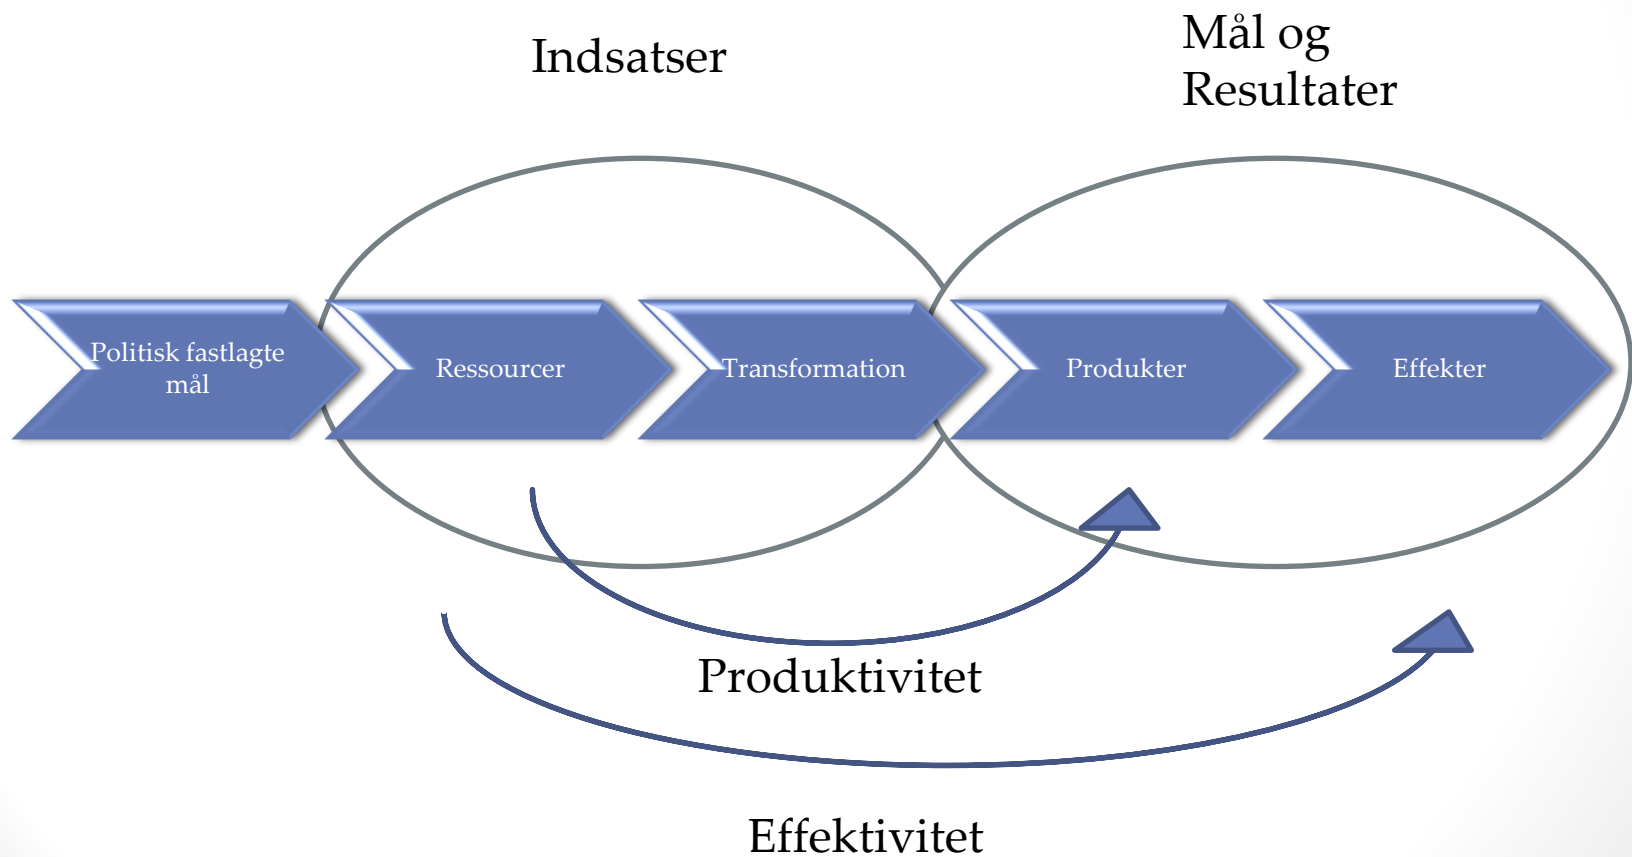 Indsatser
Mål og
Resultater
Politisk fastlagte
mål
Ressourcer
Transformation
Produkter
Effekter
Produktivitet
Effektivitet